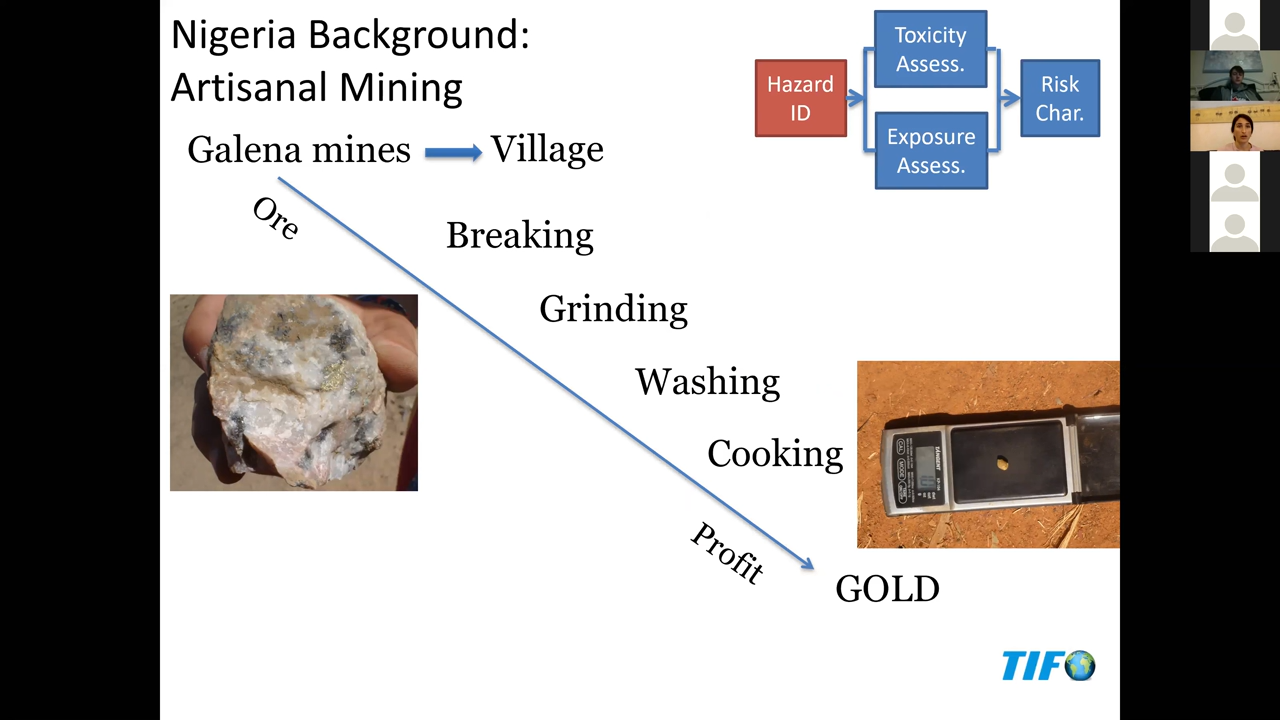 Nigeria Background:
Artisanal Mining
Hazard
ID
Toxicity
Assess.
Exposure
Assess.
Risk
Char.
Galena mines
Village
Ore
Breaking
Grinding
Washing
Cooking
Profit
GOLD
TIFO